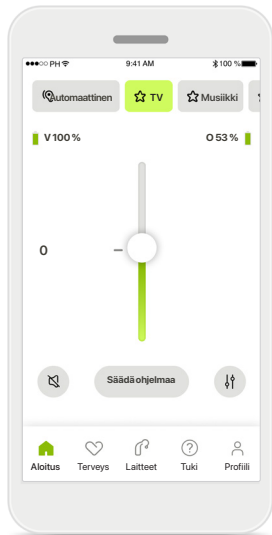 ●●●○○ PH 9:41 AM 100 %
Automaattinen TV Musiikki
V 100 % O 53 %
0
Säädä ohjelmaa
Aloitus Terveys Laitteet Tuki Profiili